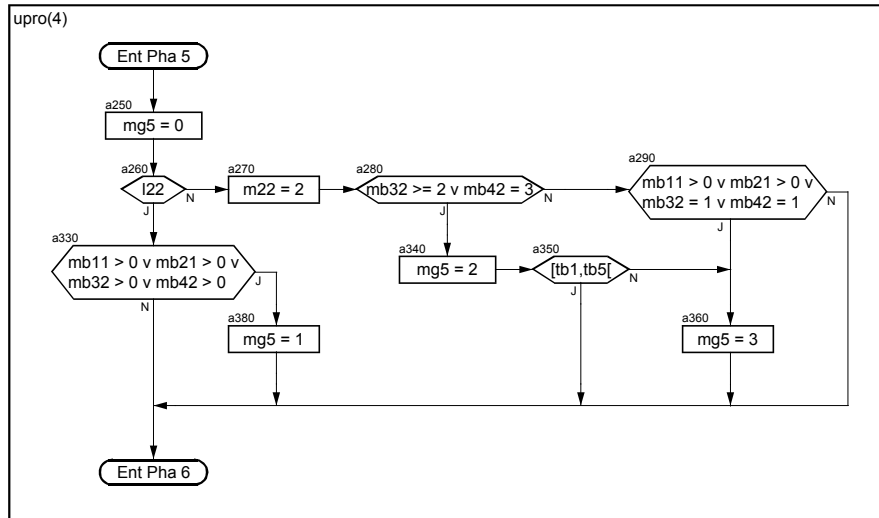 upro(4)
Ent Pha 5
a250
mg5 = 0
a260
l22
J
N
a270
m22 = 2
a280
mb32 >= 2 v mb42 = 3
J
N
a290
mb11 > 0 v mb21 > 0 v
mb32 = 1 v mb42 = 1
J
N
a330
mb11 > 0 v mb21 > 0 v
mb32 > 0 v mb42 > 0
J
N
a340
mg5 = 2
a350
[tb1,tb5[
J
N
a380
mg5 = 1
a360
mg5 = 3
Ent Pha 6